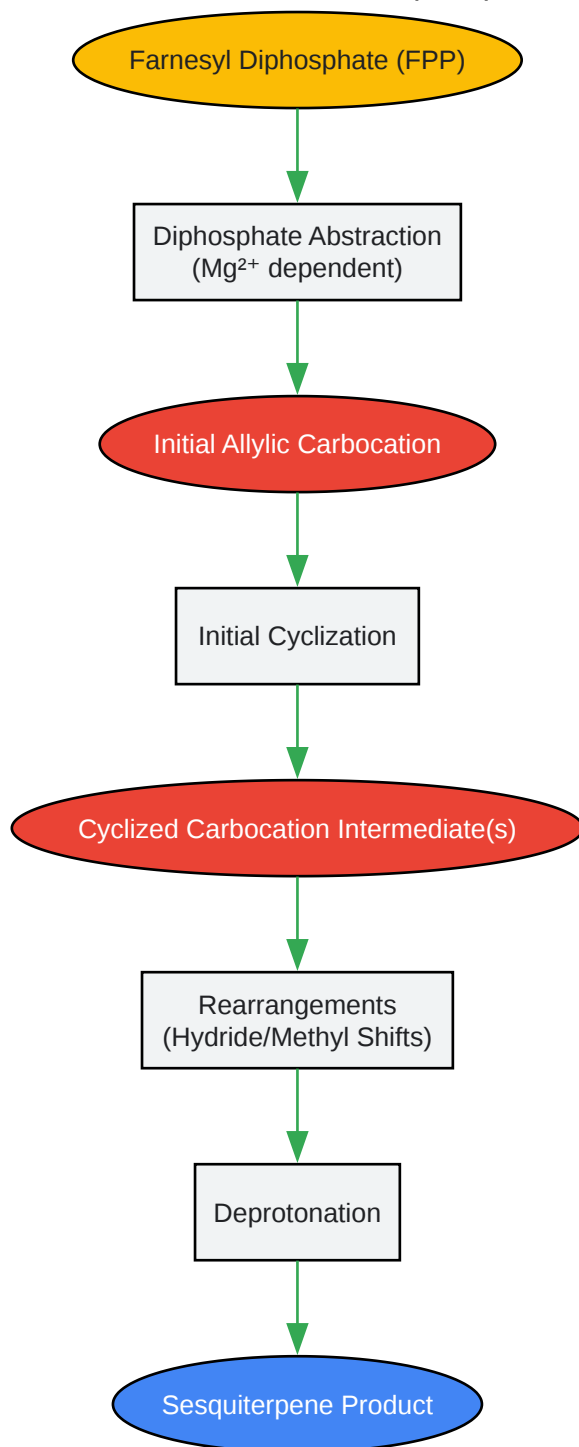 Farnesyl Diphosphate (FPP)
Diphosphate Abstraction
(Mg²⁺ dependent)
Initial Allylic Carbocation
Initial Cyclization
Cyclized Carbocation Intermediate(s)
Rearrangements
(Hydride/Methyl Shifts)
Deprotonation
Sesquiterpene Product